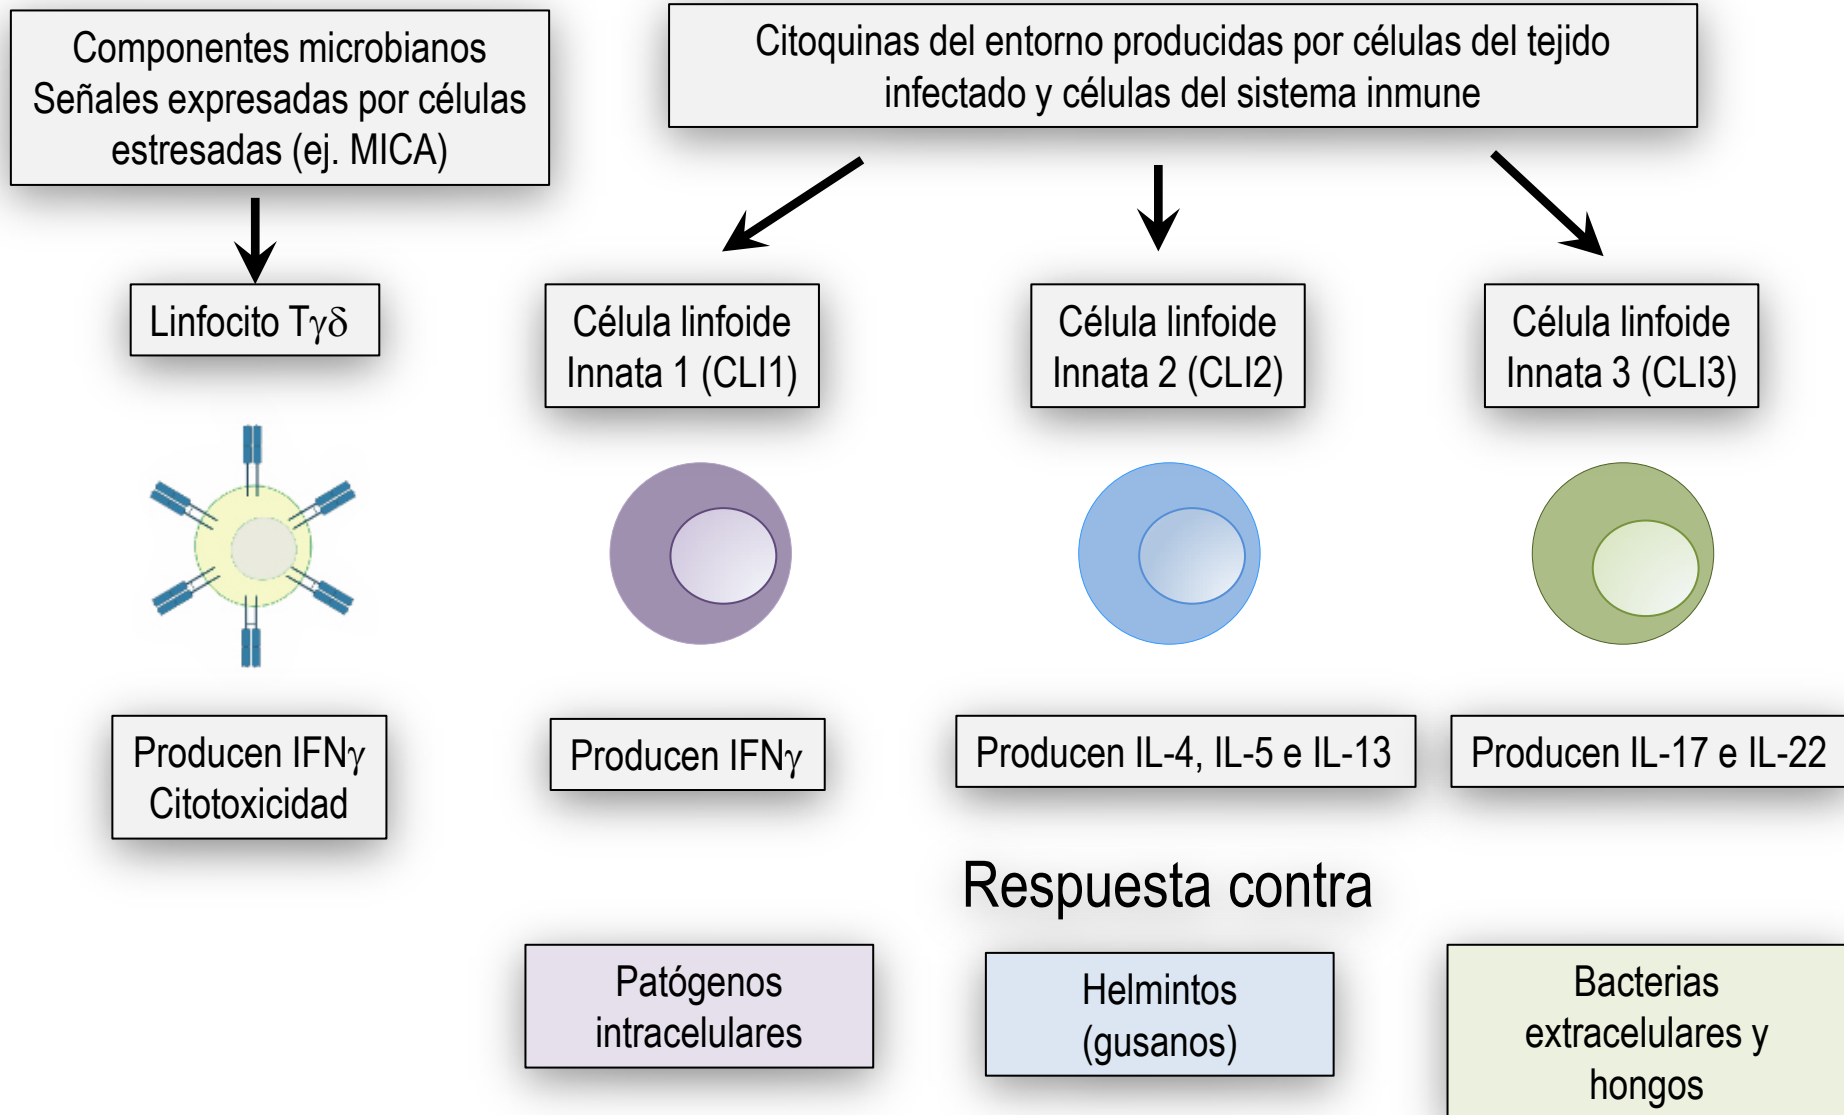 Componentes microbianos
Señales expresadas por células
estresadas (ej. MICA)
Citoquinas del entorno producidas por células del tejido
infectado y células del sistema inmune
Linfocito Tγδ
Célula linfoide
Innata 1 (CLI1)
Célula linfoide
Innata 2 (CLI2)
Célula linfoide
Innata 3 (CLI3)
Producen IFNγ
Citotoxicidad
Producen IFNγ
Producen IL-4, IL-5 e IL-13
Producen IL-17 e IL-22
Respuesta contra
Patógenos
intracelulares
Helmintos
(gusanos)
Bacterias
extracelulares y
hongos